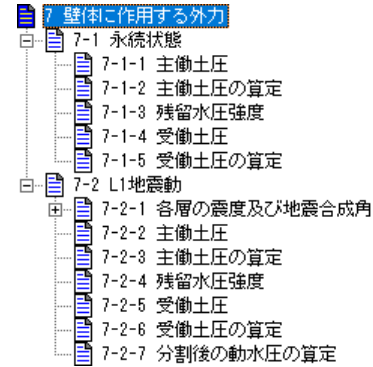 7 壁体に作用する外力
7-1 永続状態
7-1-1 主働土圧
7-1-2 主働土圧の算定
7-1-3 残留水圧強度
7-1-4 受働土圧
7-1-5 受働土圧の算定
7-2 L1地震動
7-2-1 各層の震度及び地震合成角
7-2-2 主働土圧
7-2-3 主働土圧の算定
7-2-4 残留水圧強度
7-2-5 受働土圧
7-2-6 受働土圧の算定
7-2-7 分割後の動水圧の算定